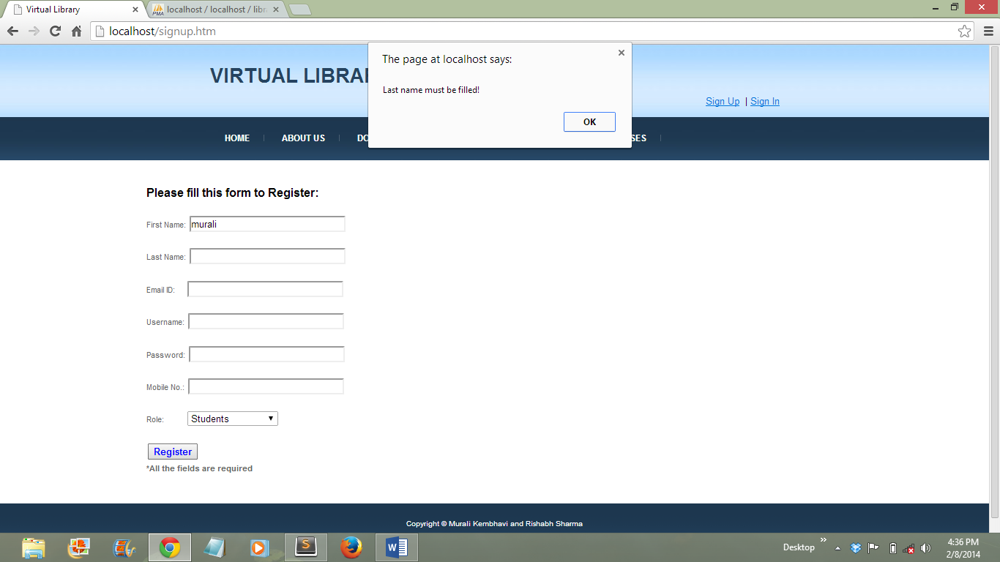 Virtual Library
localhost / localhost / libr
localhost/signup.htm
The page at localhost says:
Last name must be filled!
OK
VIRTUAL LIBRA
Sign Up | Sign In
HOME ABOUT US DO SES
Please fill this form to Register:
First Name: murali
Last Name:
Email ID:
Username:
Password:
Mobile No.:
Role: Students
Register
*All the fields are required
Copyright © Murali Kembhavi and Rishabh Sharma
Desktop
4:36 PM
2/8/2014